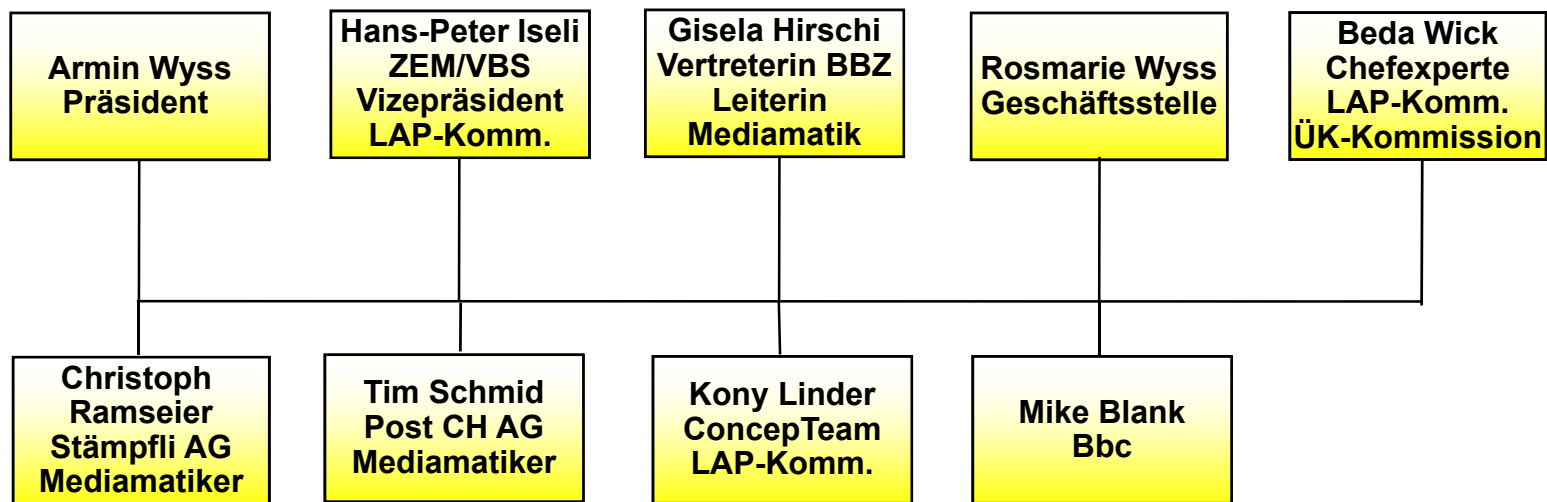 Armin Wyss
Präsident
Hans-Peter Iseli
ZEM/VBS
Vizepräsident
LAP-Komm.
Gisela Hirschi
Vertreterin BBZ
Leiterin
Mediamatik
Rosmarie Wyss
Geschäftsstelle
Beda Wick
Chefexperte
LAP-Komm.
ÜK-Kommission
Christoph
Ramseier
Stämpfli AG
Mediamatiker
Tim Schmid
Post CH AG
Mediamatiker
Kony Linder
ConcepTeam
LAP-Komm.
Mike Blank
Bbc